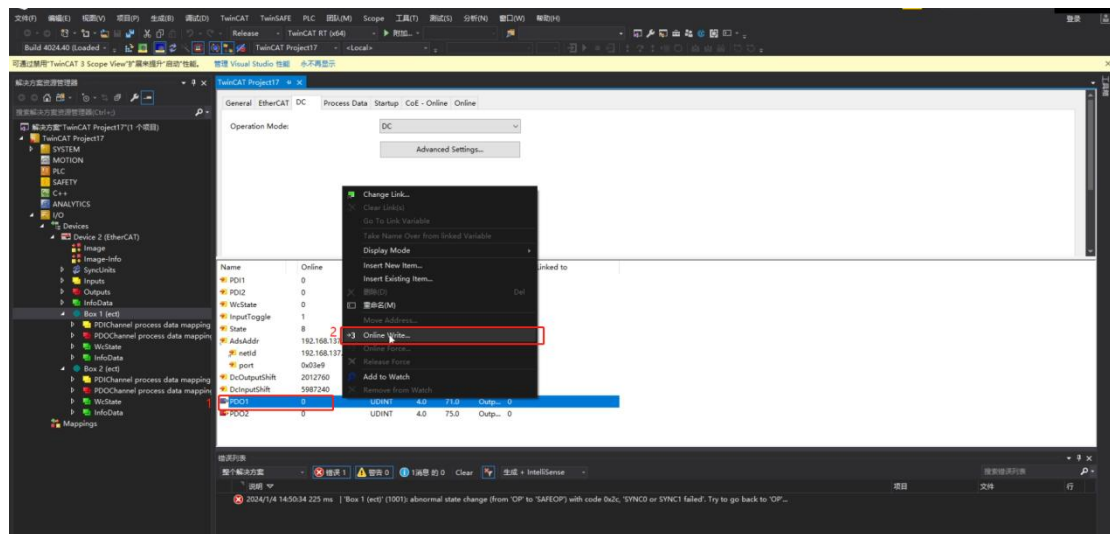 文件(F) 编辑(E) 视图(V) 项目(P) 生成(B) 调试(D) TwinCAT TwinSAFE PLC 团队(M) Scope 工具(T) 测试(S) 分析(N) 窗口(W) 帮助(H) 登录
Release TwinCAT RT (x64) 附加...
Build 4024.40 (Loaded) TwinCAT Project17 <Local>
可通过禁用"TwinCAT 3 Scope View"扩展来提升"启动"性能。 管理 Visual Studio 性能 永不再显示
解决方案资源管理器
搜索解决方案资源管理器(Ctrl+;)
解决方案"TwinCAT Project17"(1 个项目)
TwinCAT Project17
SYSTEM
MOTION
PLC
SAFETY
C++
ANALYTICS
I/O
Devices
Device 2 (EtherCAT)
Image
Image-Info
SyncUnits
Inputs
Outputs
InfoData
Box 1 (ect)
PDIChannel process data mapping
PDOChannel process data mapping
WcState
InfoData
Box 2 (ect)
PDIChannel process data mapping
PDOChannel process data mapping
WcState
InfoData
Mappings
TwinCAT Project17
General EtherCAT DC Process Data Startup CoE - Online Online
Operation Mode: DC
Advanced Settings...
Change Link...
Clear Link(s)
Go To Link Variable
Take Name Over from linked Variable
Display Mode
Insert New Item...
Insert Existing Item...
删除(D) Del
重命名(M)
Move Address...
2 Online Write...
Online Force...
Release Force
Add to Watch
Remove from Watch
Name Online Linked to
PDI1 0
PDI2 0
WcState 0
InputToggle 1
State 8
AdsAddr 192.168.137
netid 192.168.137
port 0x03e9
DcOutputShift 2012760
DcInputShift 5987240
1 PDO1 0 UDINT 4.0 71.0 Outp... 0
PDO2 0 UDINT 4.0 75.0 Outp... 0
错误列表
整个解决方案 错误 1 警告 0 1消息 的 0 Clear 生成 + IntelliSense 搜索错误列表
说明 项目 文件 行
2024/1/4 14:50:34 225 ms | 'Box 1 (ect)' (1001): abnormal state change (from 'OP' to 'SAFEOP') with code 0x2c, 'SYNC0 or SYNC1 failed'. Try to go back to 'OP'...
工具箱